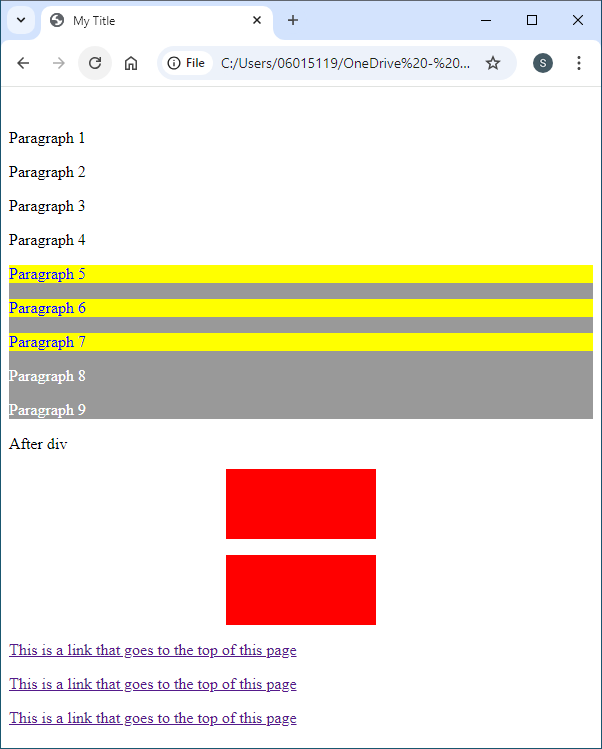 My Title
File
C:/Users/06015119/OneDrive%20-%20...
S
Paragraph 1
Paragraph 2
Paragraph 3
Paragraph 4
Paragraph 5
Paragraph 6
Paragraph 7
Paragraph 8
Paragraph 9
After div
This is a link that goes to the top of this page
This is a link that goes to the top of this page
This is a link that goes to the top of this page